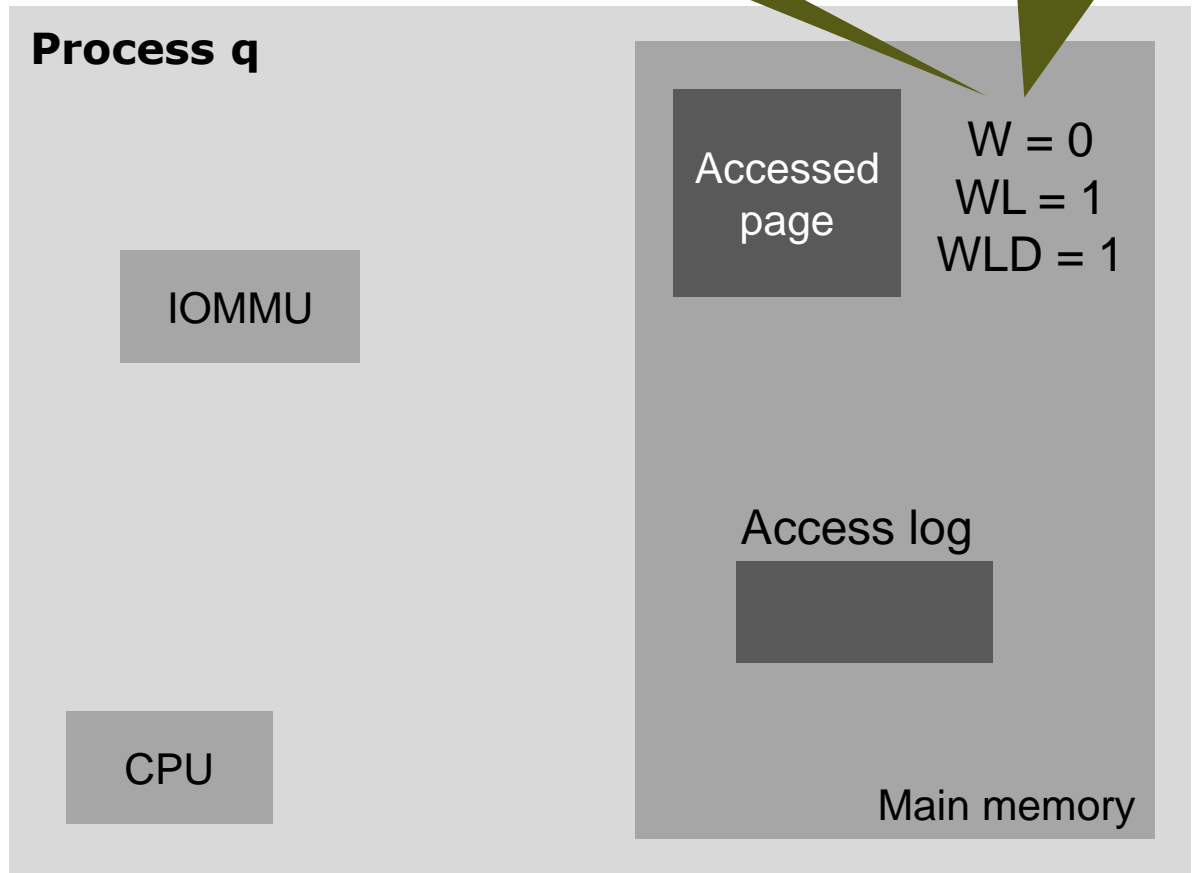 Process q
Accessed
page
W = 0
WL = 1
WLD = 1
IOMMU
Access log
CPU
Main memory